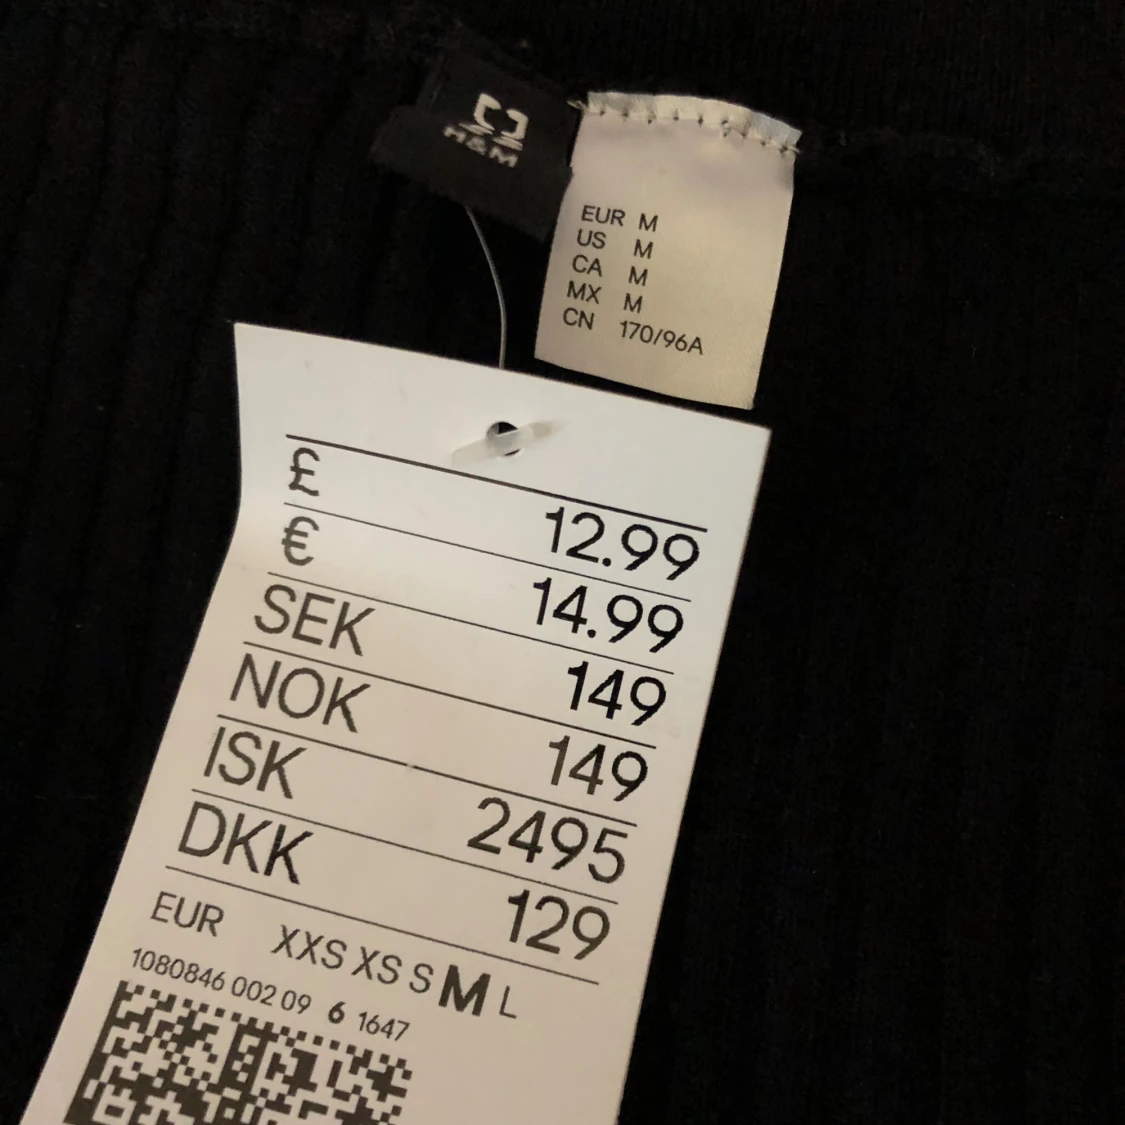 H&M
EUR M
US M
CA M
MX M
CN 170/96A
£ 12.99
€ 14.99
SEK 149
NOK 149
ISK 2495
DKK 129
EUR XXS XS S M L
1080846 002 09 6 1647